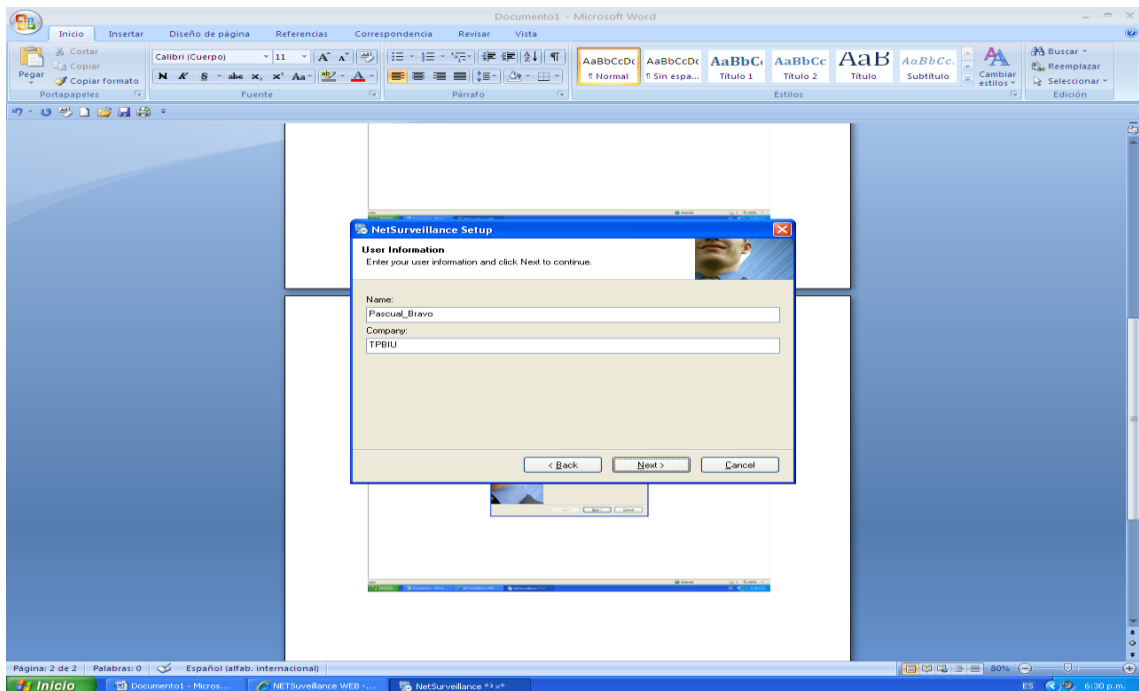 Documento1 - Microsoft Word
Inicio Insertar Diseño de página Referencias Correspondencia Revisar Vista
Pegar
Cortar
Copiar
Copiar formato
Portapapeles
Calibri (Cuerpo) 11
N K S abc x, x² Aa
Fuente
Párrafo
AaBbCcDc AaBbCcDc AaBbC AaBbCc AaB AaBbCc.
¶ Normal ¶ Sin espa... Título 1 Título 2 Título Subtítulo
Cambiar estilos
Estilos
Buscar
Reemplazar
Seleccionar
Edición
NetSurveillance Setup
User Information
Enter your user information and click Next to continue.
Name:
Pascual_Bravo
Company:
TPBIU
< Back Next > Cancel
Página: 2 de 2 Palabras: 0 Español (alfab. internacional) 80%
Inicio Documento1 - Micros... NETSuveillance WEB -... NetSurveillance ES 6:30 p.m.